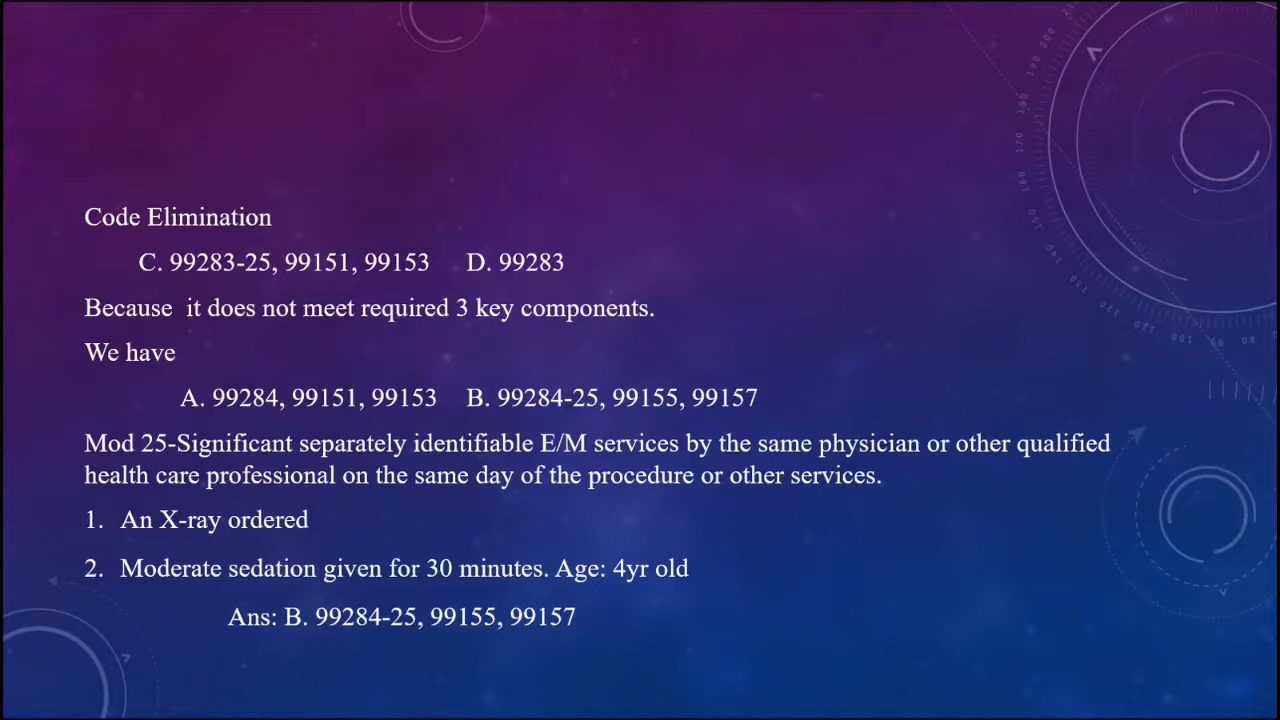 Code Elimination
C. 99283-25, 99151, 99153 D. 99283
Because it does not meet required 3 key components.
We have
A. 99284, 99151, 99153 B. 99284-25, 99155, 99157
Mod 25-Significant separately identifiable E/M services by the same physician or other qualified
health care professional on the same day of the procedure or other services.
1. An X-ray ordered
2. Moderate sedation given for 30 minutes. Age: 4yr old
Ans: B. 99284-25, 99155, 99157